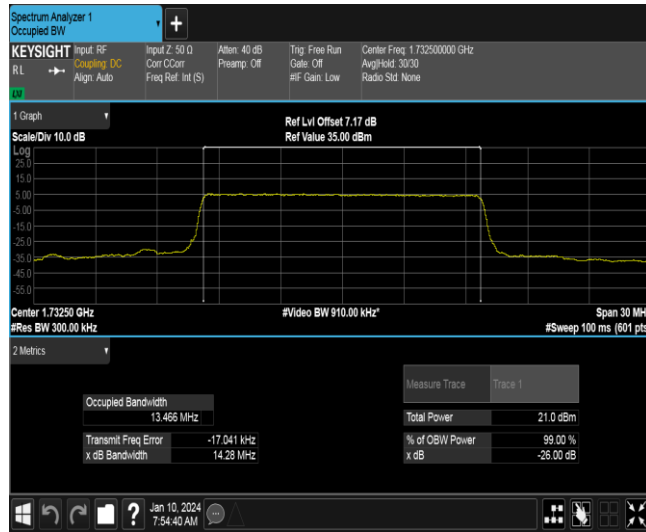 Spectrum Analyzer 1
Occupied BW
+
KEYSIGHT Input: RF Input Z: 50 Ω Atten: 40 dB Trig: Free Run Center Freq: 1.732500000 GHz
RL Coupling: DC Corr CCorr Preamp: Off Gate: Off Avg|Hold: 30/30
Align: Auto Freq Ref: Int (S) #IF Gain: Low Radio Std: None
LXI
1 Graph
Ref Lvl Offset 7.17 dB
Scale/Div 10.0 dB Ref Value 35.00 dBm
Log
25.0
15.0
5.00
-5.00
-15.0
-25.0
-35.0
-45.0
-55.0
Center 1.73250 GHz #Video BW 910.00 kHz* Span 30 MH
#Res BW 300.00 kHz #Sweep 100 ms (601 pts
2 Metrics
Measure Trace Trace 1
Occupied Bandwidth
13.466 MHz
Total Power 21.0 dBm
Transmit Freq Error -17.041 kHz % of OBW Power 99.00 %
x dB Bandwidth 14.28 MHz x dB -26.00 dB
? Jan 10, 2024
7:54:40 AM